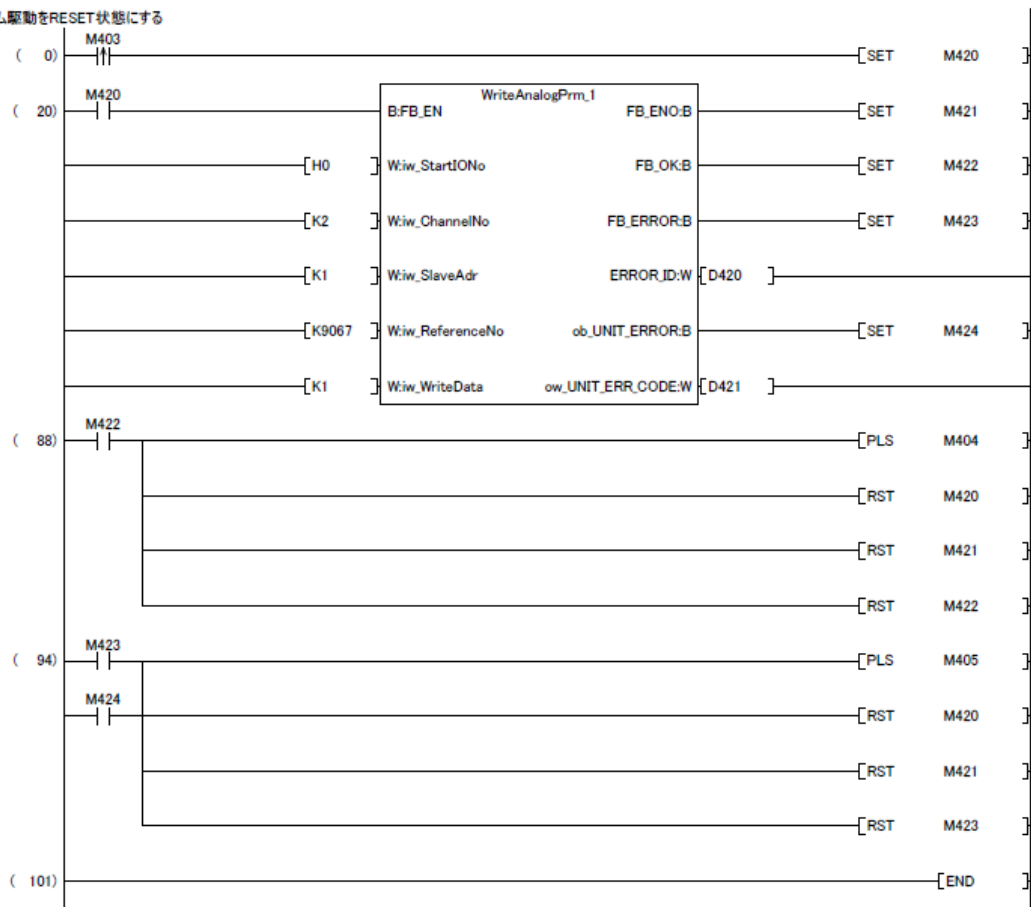 ム駆動をRESET状態にする
M403
( 0) [SET M420 ]
M420 WriteAnalogPrm_1
( 20) B:FB_EN FB_ENO:B [SET M421 ]
[H0 ] W:iw_StartIONo FB_OK:B [SET M422 ]
[K2 ] W:iw_ChannelNo FB_ERROR:B [SET M423 ]
[K1 ] W:iw_SlaveAdr ERROR_ID:W [D420 ]
[K9067 ] W:iw_ReferenceNo ob_UNIT_ERROR:B [SET M424 ]
[K1 ] W:iw_WriteData ow_UNIT_ERR_CODE:W [D421 ]
M422
( 88) [PLS M404 ]
[RST M420 ]
[RST M421 ]
[RST M422 ]
M423
( 94) [PLS M405 ]
M424
[RST M420 ]
[RST M421 ]
[RST M423 ]
( 101) [END ]